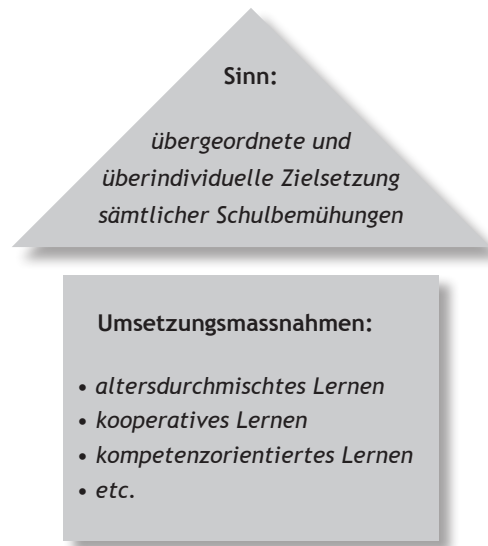 Sinn:
übergeordnete und
überindividuelle Zielsetzung
sämtlicher Schulbemühungen
Umsetzungsmassnahmen:
• altersdurchmischtes Lernen
• kooperatives Lernen
• kompetenzorientiertes Lernen
• etc.